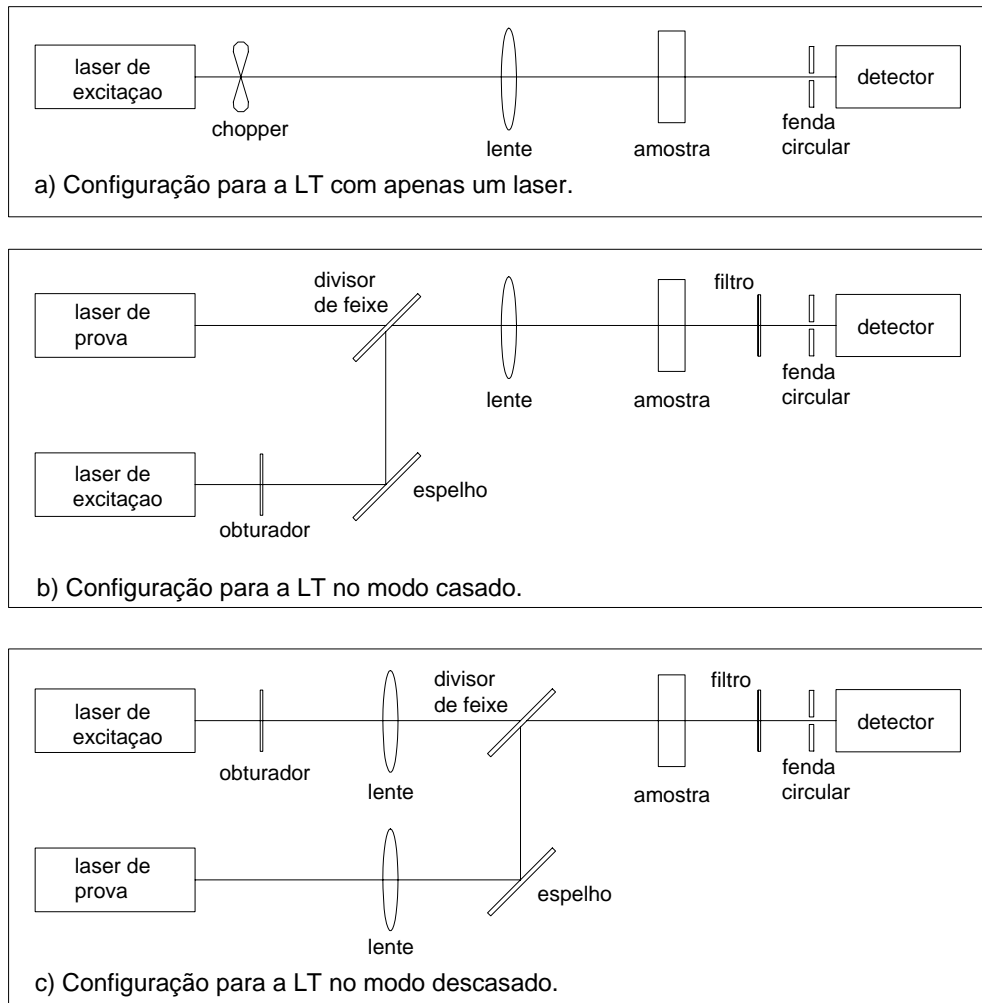 laser de
excitaçao
chopper
lente
amostra
fenda
circular
detector
a) Configuração para a LT com apenas um laser.
divisor
de feixe
filtro
laser de
prova
detector
lente
amostra
fenda
circular
laser de
excitaçao
espelho
obturador
b) Configuração para a LT no modo casado.
divisor
de feixe
filtro
laser de
excitaçao
detector
obturador
lente
amostra
fenda
circular
laser de
prova
espelho
lente
c) Configuração para a LT no modo descasado.